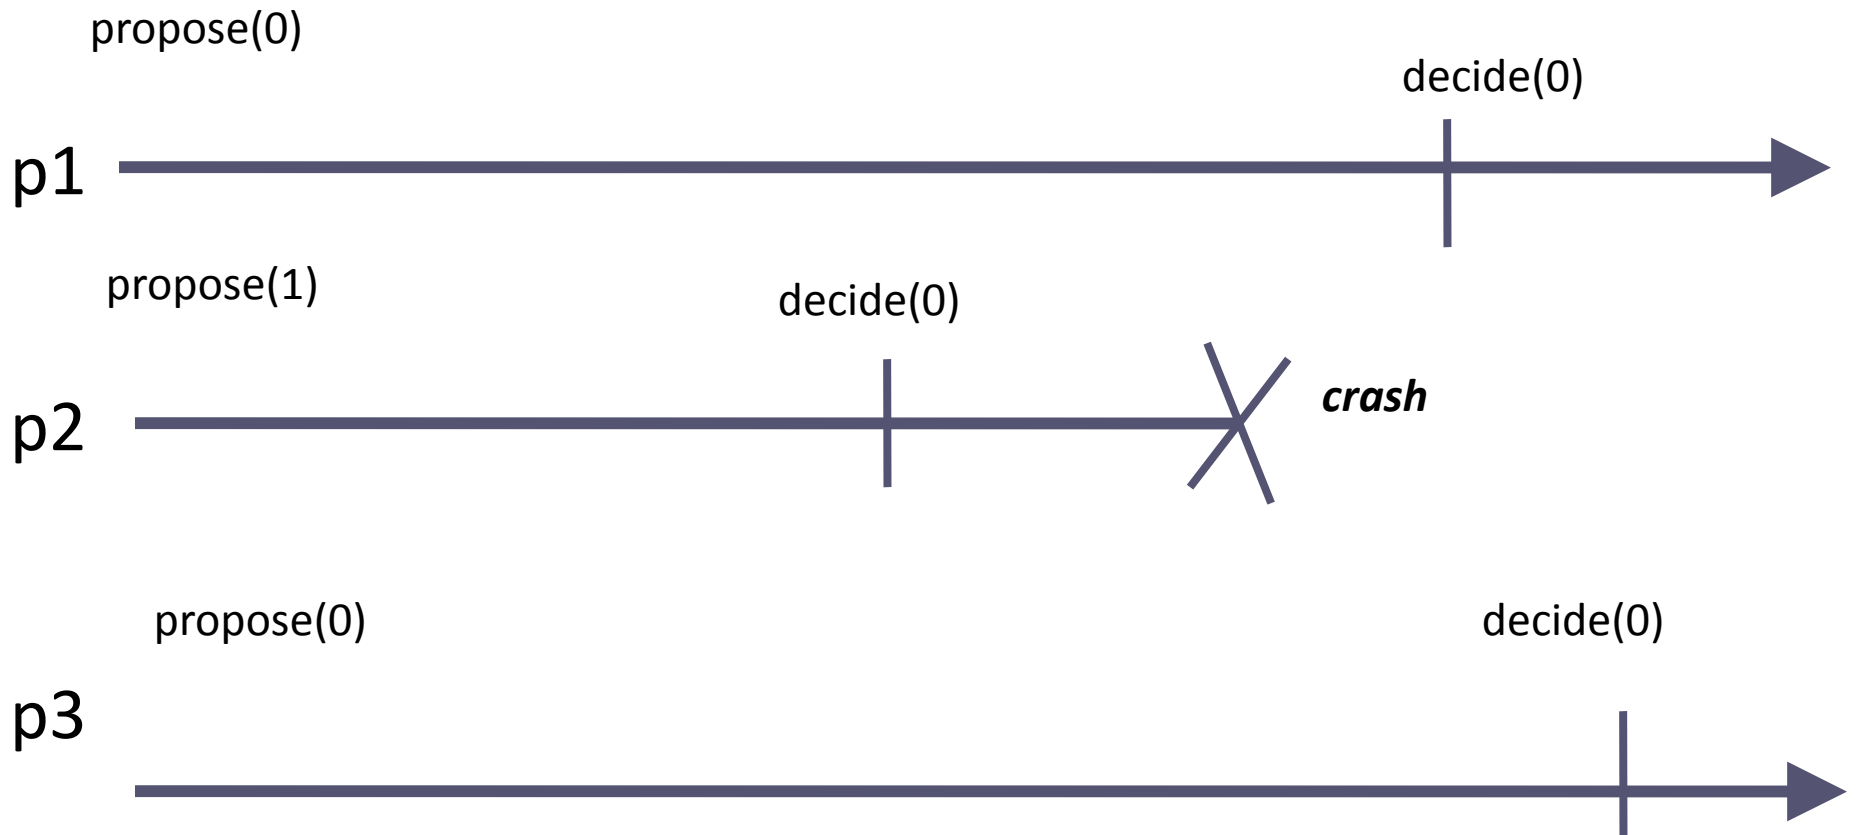 propose(0)
decide(0)
p1
propose(1)
decide(0)
crash
p2
propose(0)
decide(0)
p3